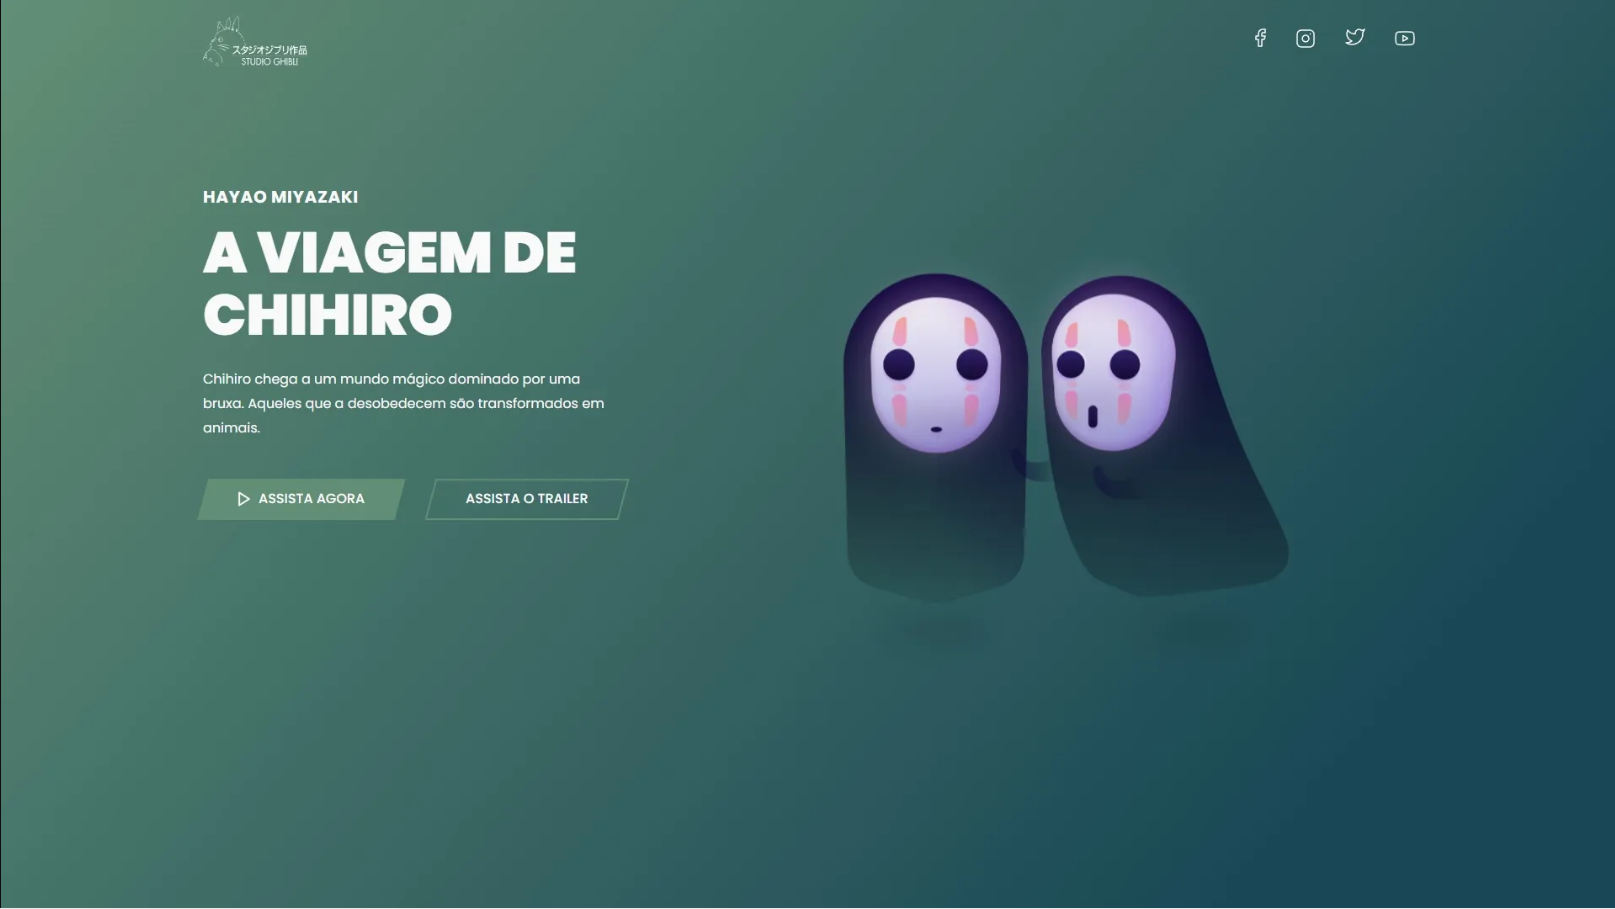 スタジオジブリ作品
STUDIO GHIBLI
HAYAO MIYAZAKI
A VIAGEM DE
CHIHIRO
Chihiro chega a um mundo mágico dominado por uma
bruxa. Aqueles que a desobedecem são transformados em
animais.
ASSISTA AGORA
ASSISTA O TRAILER